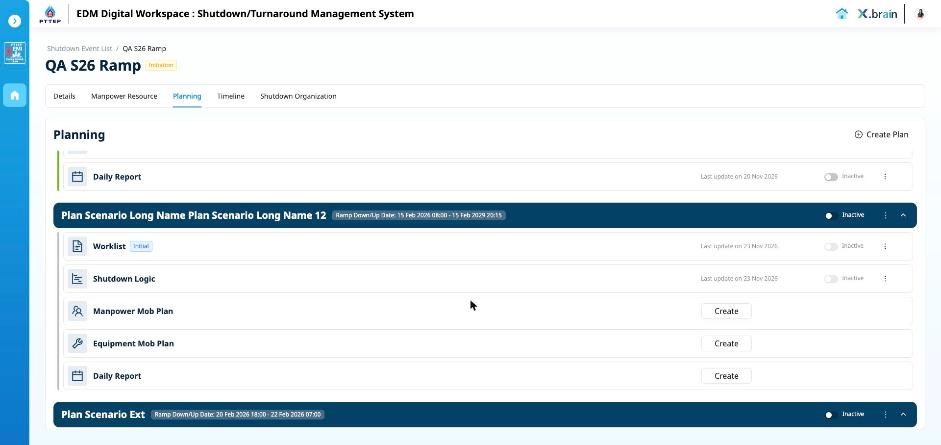 EDM Digital Workspace : Shutdown/Turnaround Management System
X.brain
PTTEP
Shutdown Event List / QA S26 Ramp
QA S26 Ramp Initiation
Details Manpower Resource Planning Timeline Shutdown Organization
Planning
Create Plan
Daily Report Last update on 20 Nov 2026 Inactive
Plan Scenario Long Name Plan Scenario Long Name 12 Ramp Down/Up Date: 15 Feb 2026 08:00 - 15 Feb 2029 20:15 Inactive
Worklist Initial Last update on 23 Nov 2026 Inactive
Shutdown Logic Last update on 23 Nov 2026 Inactive
Manpower Mob Plan Create
Equipment Mob Plan Create
Daily Report Create
Plan Scenario Ext Ramp Down/Up Date: 20 Feb 2026 18:00 - 22 Feb 2026 07:00 Inactive